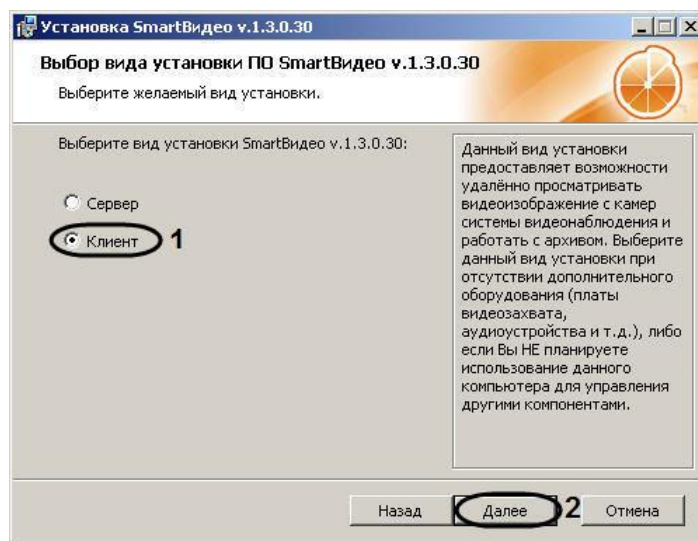 Установка SmartВидео v.1.3.0.30
Выбор вида установки ПО SmartВидео v.1.3.0.30
Выберите желаемый вид установки.
Выберите вид установки SmartВидео v.1.3.0.30:
Сервер
Клиент 1
Данный вид установки
предоставляет возможности
удалённо просматривать
видеоизображение с камер
системы видеонаблюдения и
работать с архивом. Выберите
данный вид установки при
отсутствии дополнительного
оборудования (платы
видеозахвата,
аудиоустройства и т.д.), либо
если Вы НЕ планируете
использование данного
компьютера для управления
другими компонентами.
Назад Далее 2 Отмена